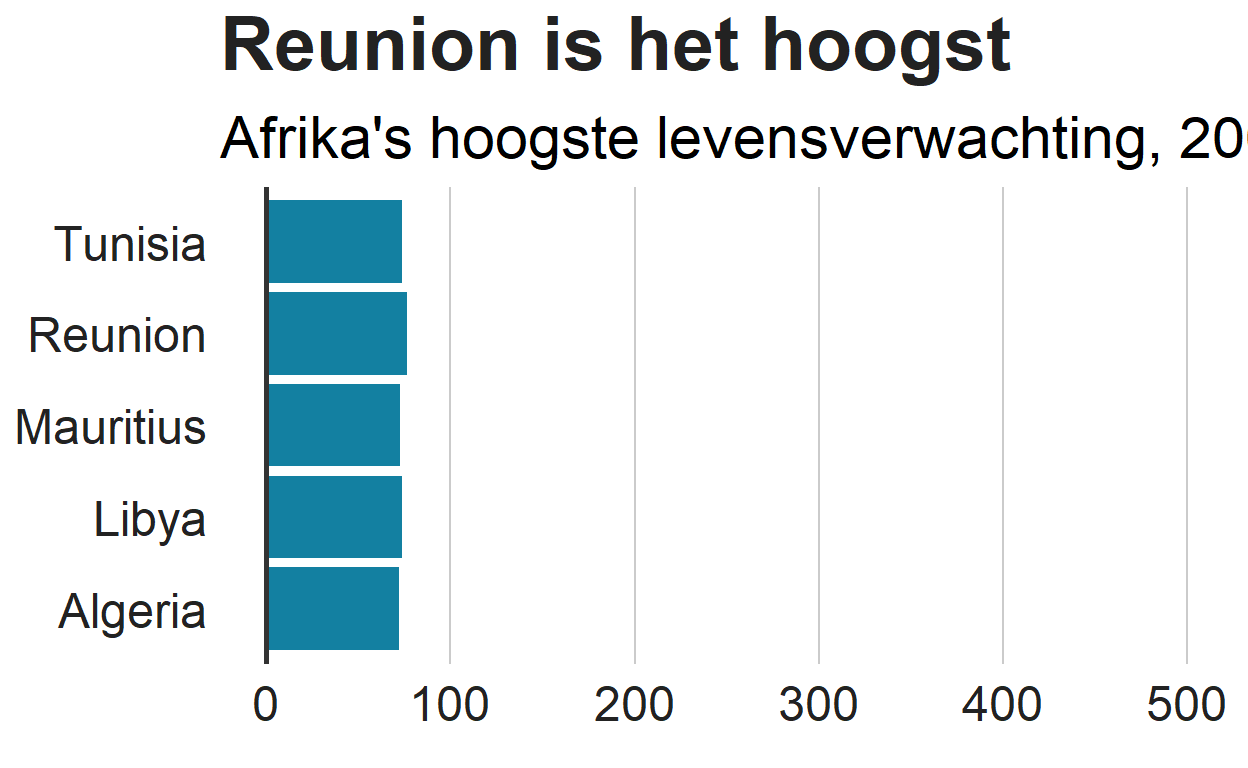 Reunion is het hoogst
Afrika's hoogste levensverwachting,
Tunisia
Reunion
Mauritius
Libya
Algeria
0 100 200 300 400 500